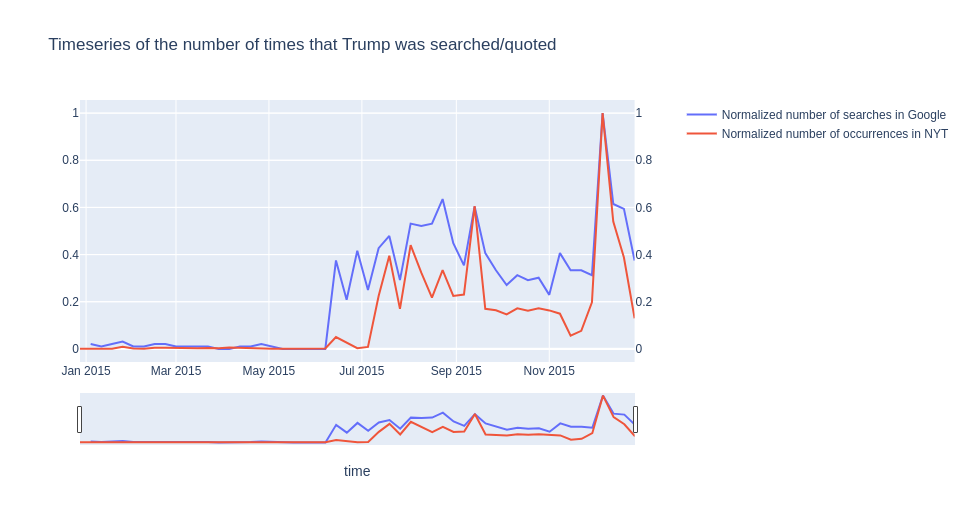 Timeseries of the number of times that Trump was searched/quoted
Normalized number of searches in Google
Normalized number of occurrences in NYT
1 1
0.8 0.8
0.6 0.6
0.4 0.4
0.2 0.2
0 0
Jan 2015 Mar 2015 May 2015 Jul 2015 Sep 2015 Nov 2015
time